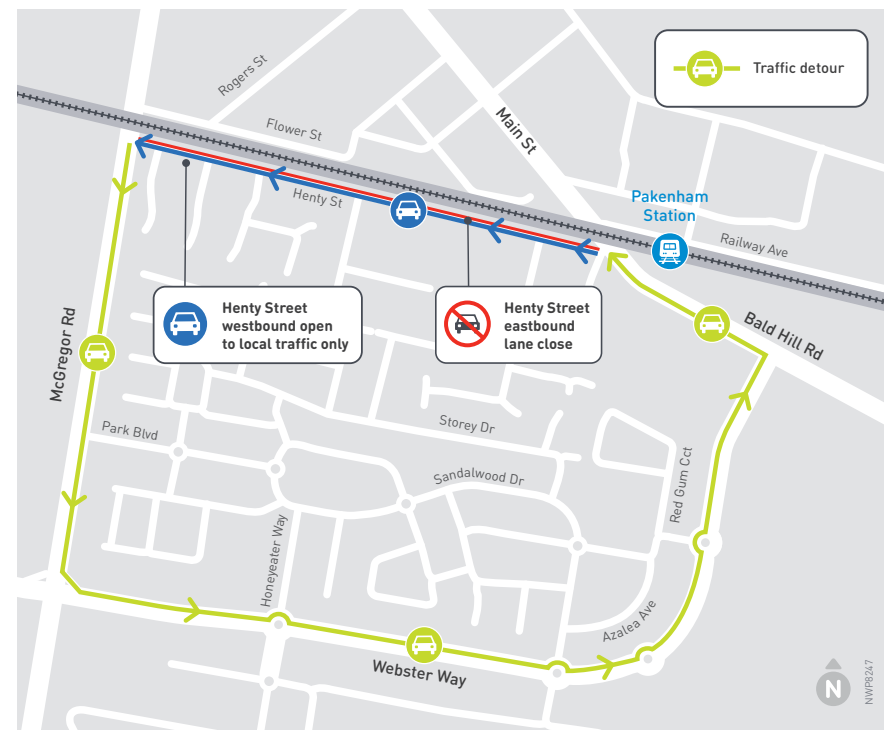 Traffic detour
Rogers St
Main St
Flower St
Pakenham
Station
Henty St
Railway Ave
Henty Street
westbound open
to local traffic only
Henty Street
eastbound
lane close
Bald Hill Rd
McGregor Rd
Storey Dr
Park Blvd
Sandalwood Dr
Red Gum Cct
Honeyeater Way
Azalea Ave
Webster Way
N
NWP8247